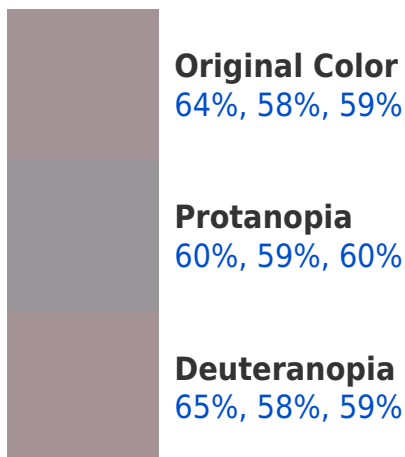 Original Color
64%, 58%, 59%
Protanopia
60%, 59%, 60%
Deuteranopia
65%, 58%, 59%